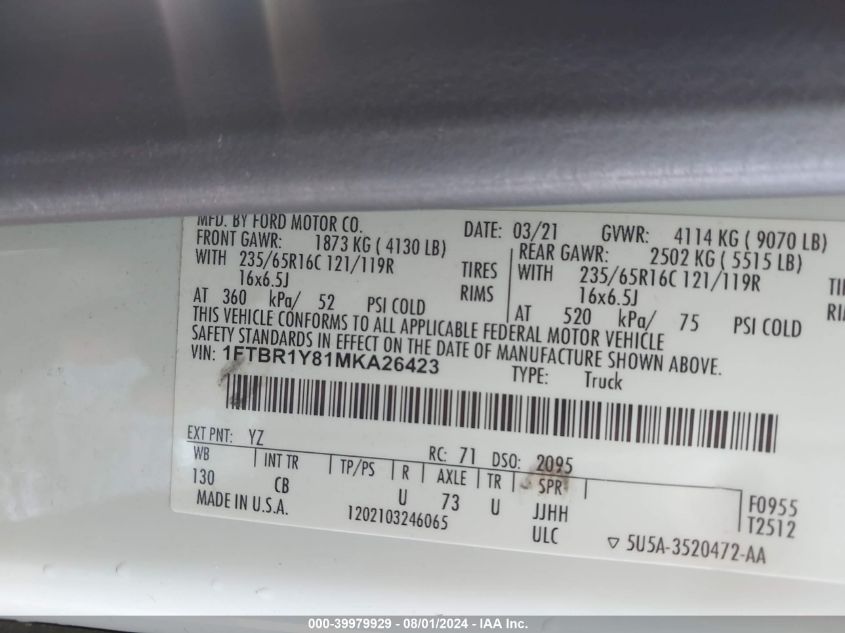 MFD. BY FORD MOTOR CO.
DATE: 03/21 GVWR: 4114 KG ( 9070 LB)
FRONT GAWR: 1873 KG ( 4130 LB)
REAR GAWR: 2502 KG ( 5515 LB)
WITH 235/65R16C 121/119R TIRES
WITH 235/65R16C 121/119R TI
16x6.5J RIMS
16x6.5J RI
AT 360 kPa/ 52 PSI COLD
AT 520 kPa/ 75 PSI COLD
THIS VEHICLE CONFORMS TO ALL APPLICABLE FEDERAL MOTOR VEHICLE
SAFETY STANDARDS IN EFFECT ON THE DATE OF MANUFACTURE SHOWN ABOVE.
VIN: 1FTBR1Y81MKA26423
TYPE: Truck
EXT PNT: YZ RC: 71 DSO: 2095
WB INT TR TP/PS R AXLE TR SPR
130 CB U 73 U JJHH
F0955
T2512
MADE IN U.S.A. 1202103246065 ULC
▽ 5U5A-3520472-AA
000-39979929 - 08/01/2024 - IAA Inc.